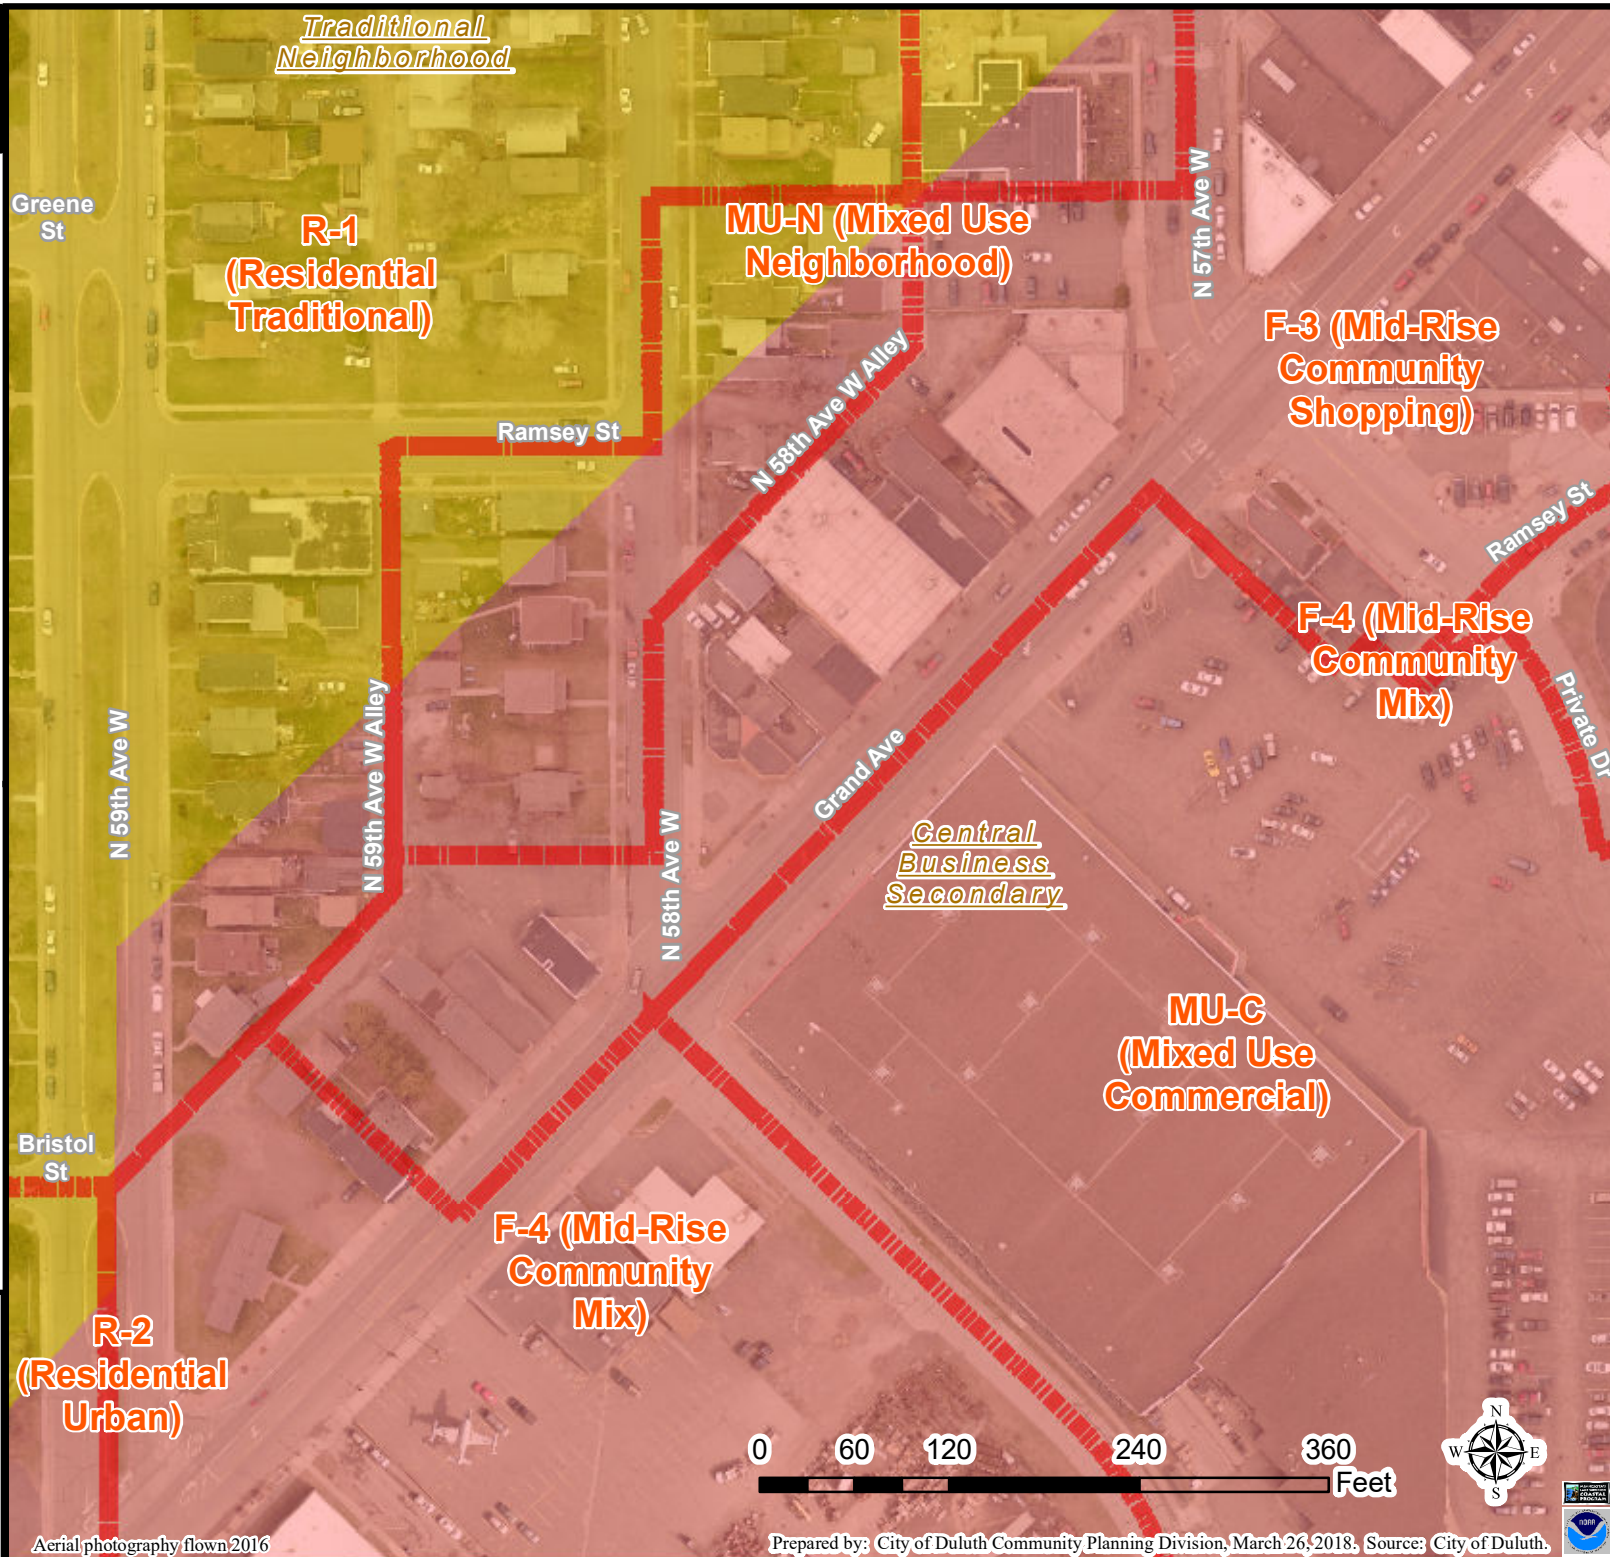 Traditional
Neighborhood
Greene
St
R-1
(Residential
Traditional)
MU-N (Mixed Use
Neighborhood)
N 57th Ave W
F-3 (Mid-Rise
Community
Shopping)
N 58th Ave W Alley
Ramsey St
Ramsey St
F-4 (Mid-Rise
Community
Mix)
Private Dr
N 59th Ave W
N 59th Ave W Alley
Grand Ave
N 58th Ave W
Central
Business
Secondary
MU-C
(Mixed Use
Commercial)
Bristol
St
F-4 (Mid-Rise
Community
Mix)
R-2
(Residential
Urban)
0 60 120 240 360
Feet
N
W E
S
NOAA
Aerial photography flown 2016
Prepared by: City of Duluth Community Planning Division, March 26, 2018. Source: City of Duluth.